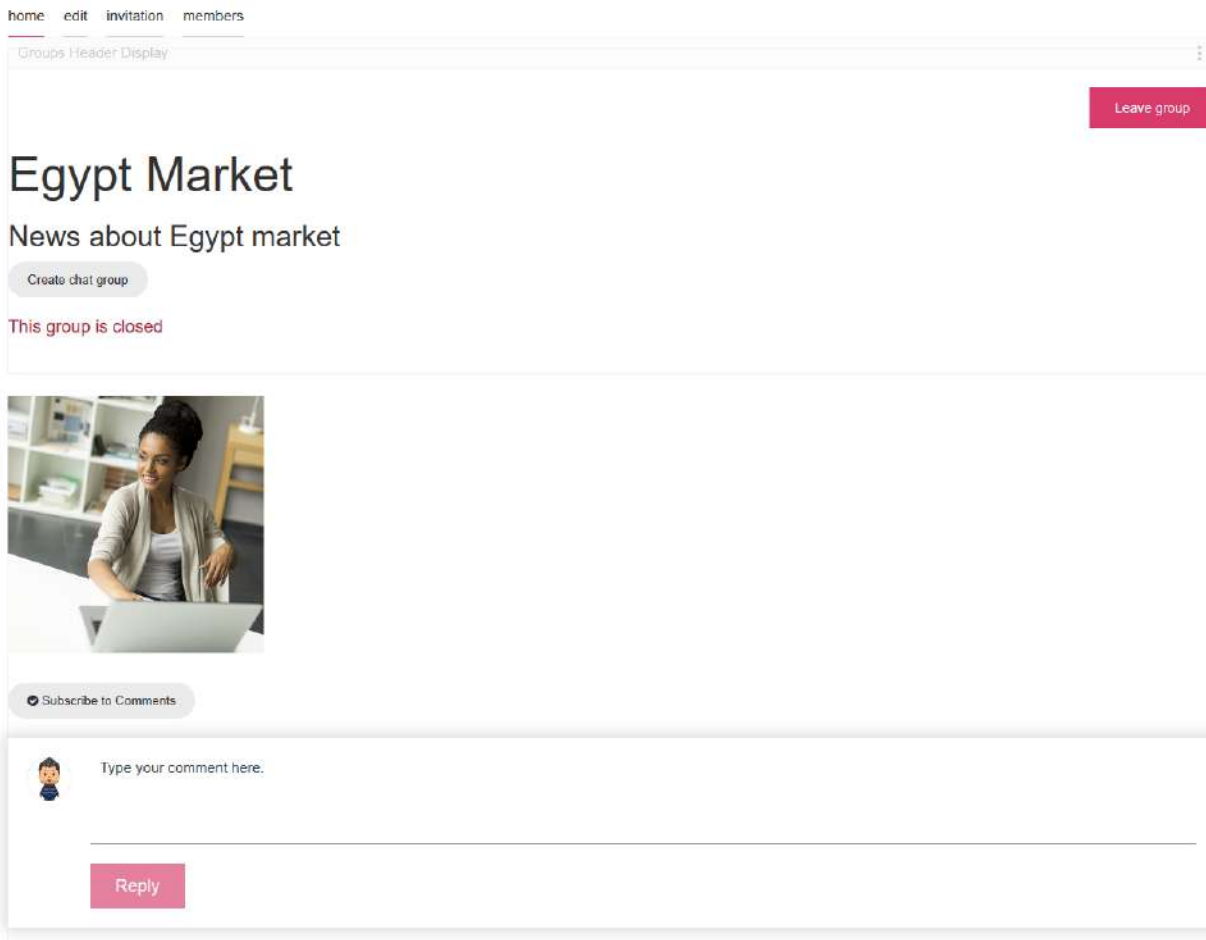 home edit invitation members
Groups Header Display
Leave group
Egypt Market
News about Egypt market
Create chat group
This group is closed
Subscribe to Comments
Type your comment here.
Reply